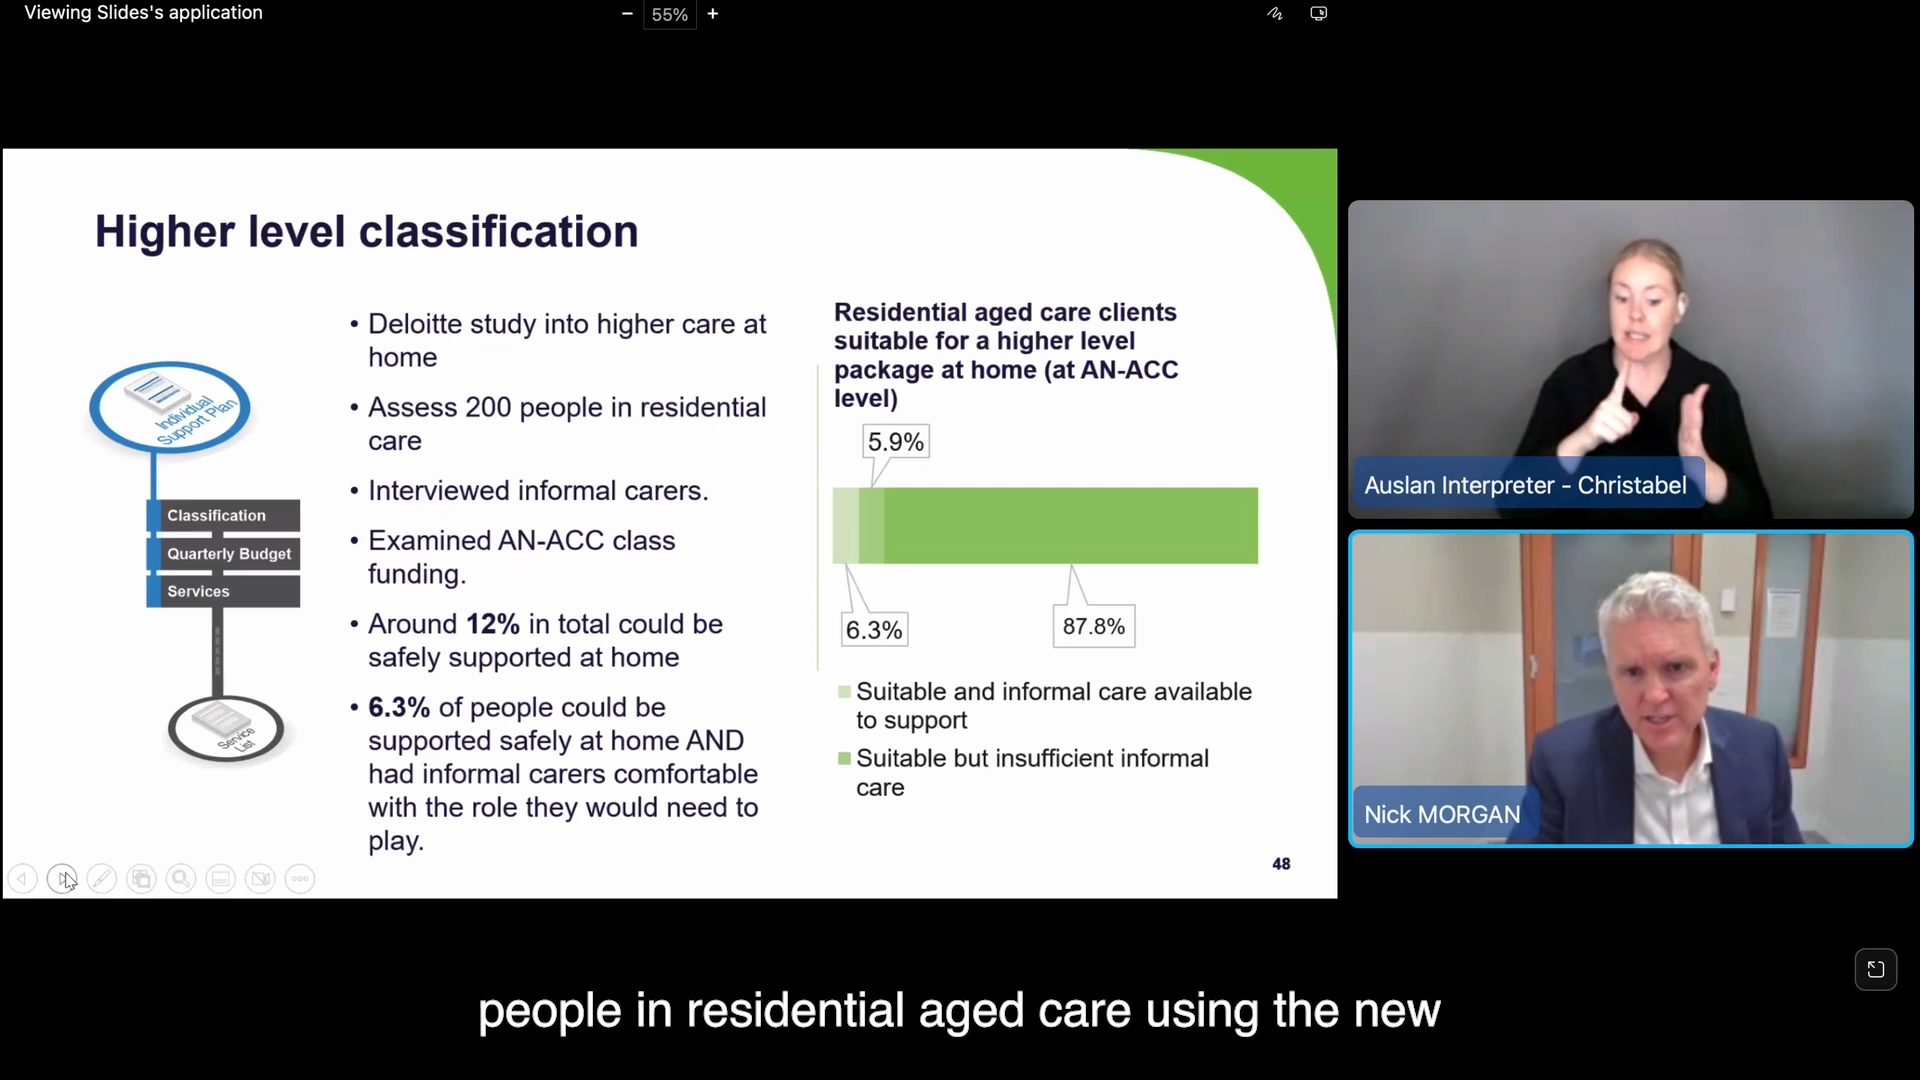 Viewing Slides's application
− 55% +
Higher level classification
Individual
Support Plan
Classification
Quarterly Budget
Services
Service
List
• Deloitte study into higher care at
home
• Assess 200 people in residential
care
• Interviewed informal carers.
• Examined AN-ACC class
funding.
• Around 12% in total could be
safely supported at home
• 6.3% of people could be
supported safely at home AND
had informal carers comfortable
with the role they would need to
play.
Residential aged care clients
suitable for a higher level
package at home (at AN-ACC
level)
5.9%
6.3%
87.8%
Suitable and informal care available
to support
Suitable but insufficient informal
care
48
Auslan Interpreter - Christabel
Nick MORGAN
people in residential aged care using the new